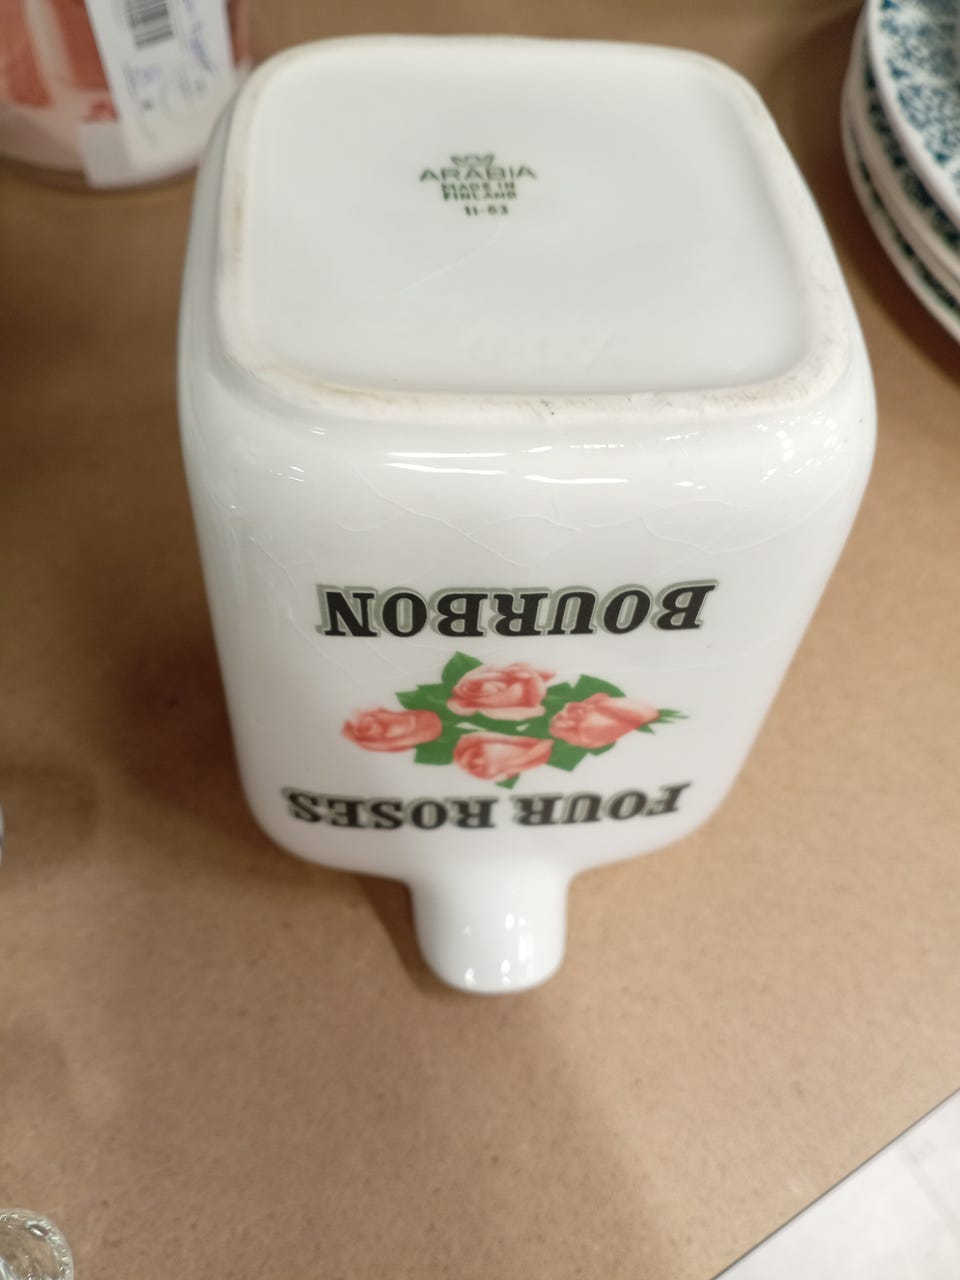 ARABIA
MADE IN
FINLAND
11-63
FOUR ROSES
BOURBON